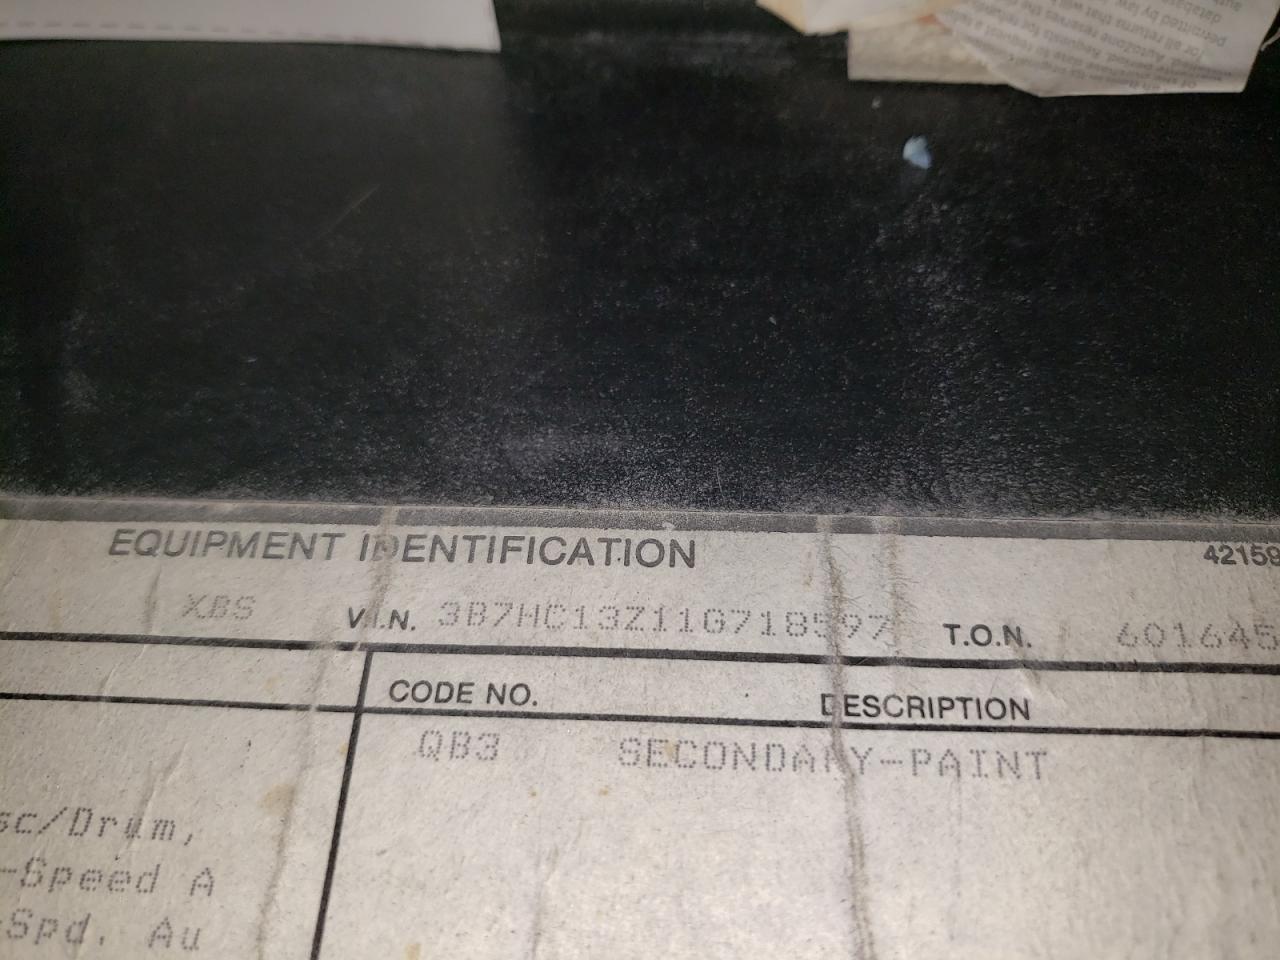 EQUIPMENT IDENTIFICATION 42159
XBS V.I.N. 3B7HC13Z11G718597 T.O.N. 601645
CODE NO. DESCRIPTION
QB3 SECONDARY-PAINT
sc/Drum,
-Speed A
Spd. Au